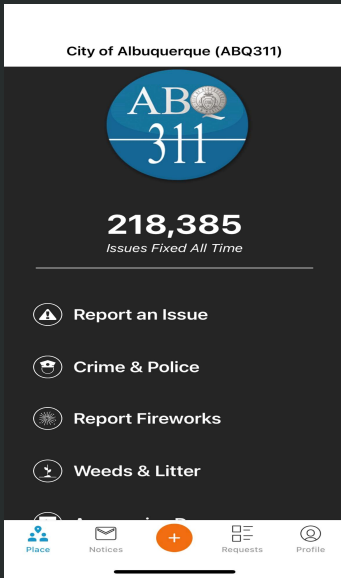 City of Albuquerque (ABQ311)
ABQ
311
218,385
Issues Fixed All Time
Report an Issue
Crime & Police
Report Fireworks
Weeds & Litter
Place
Notices
Requests
Profile